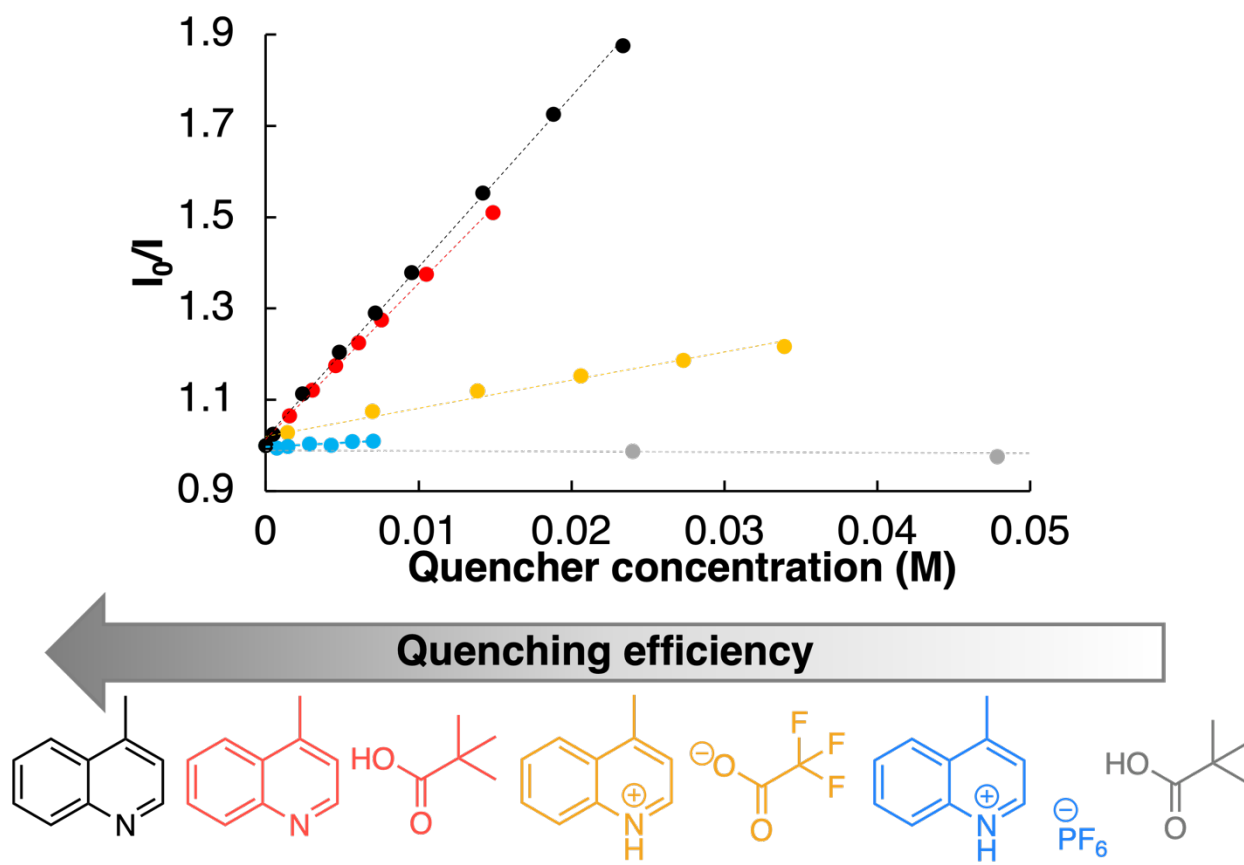 1.9
1.7
1.5
1.3
1.1
0.9
I₀/I
0 0.01 0.02 0.03 0.04 0.05
Quencher concentration (M)
Quenching efficiency
N
N
HO
O
N
H
⊕
⊖O
O
F
F
F
N
H
⊕
⊖
PF₆
HO
O